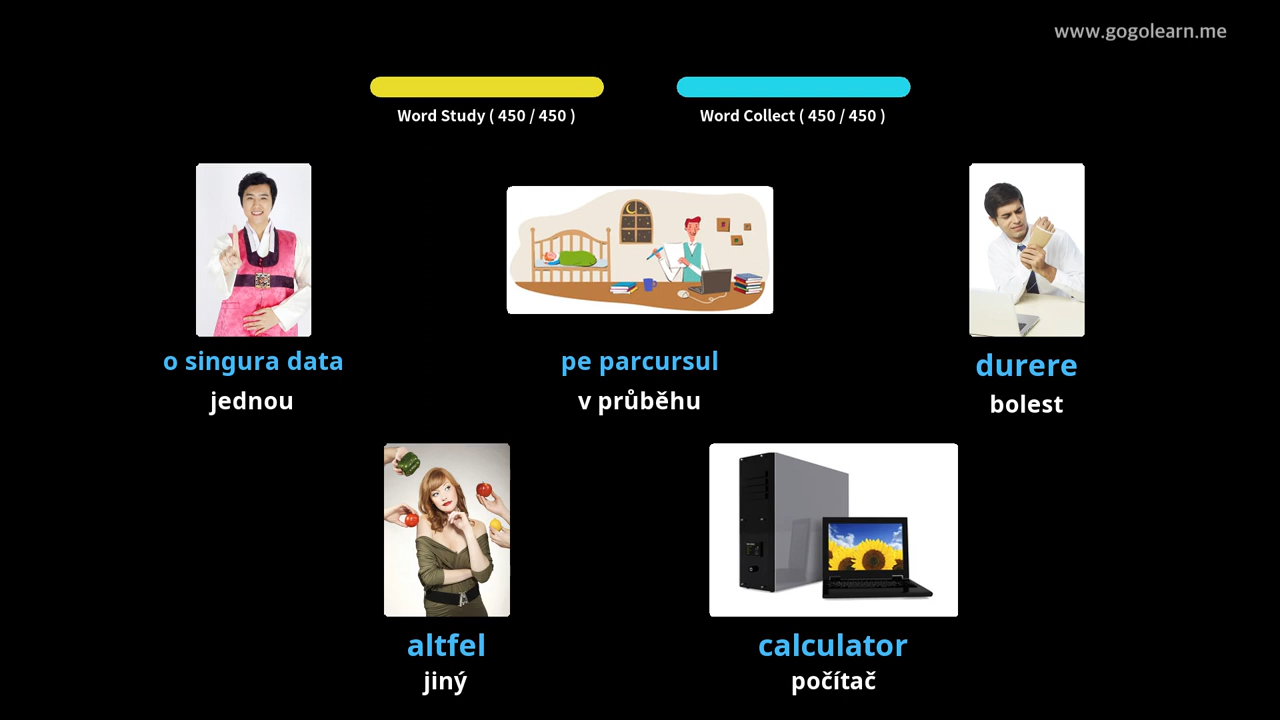 www.gogolearn.me
Word Study ( 450 / 450 )
Word Collect ( 450 / 450 )
o singura data
jednou
pe parcursul
v průběhu
durere
bolest
altfel
jiný
calculator
počítač